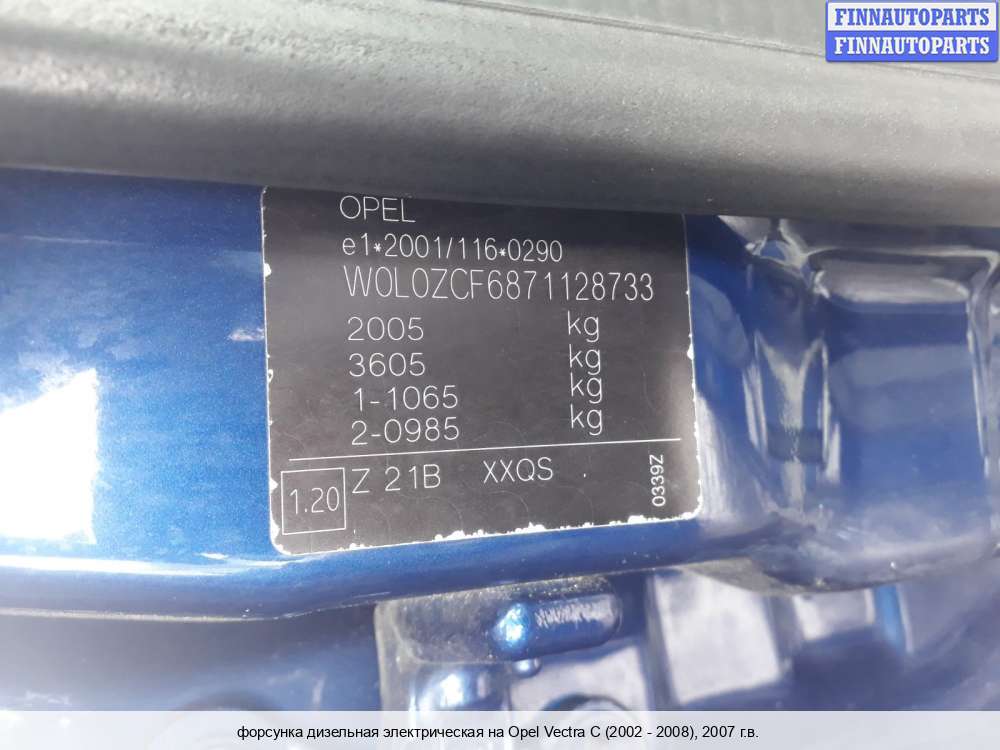 FINNAUTOPARTS
FINNAUTOPARTS
OPEL
e1*2001/116*0290
W0L0ZCF6871128733
2005 kg
3605 kg
1-1065 kg
2-0985 kg
1.20 Z 21B XXQS .
0339Z
форсунка дизельная электрическая на Opel Vectra C (2002 - 2008), 2007 г.в.